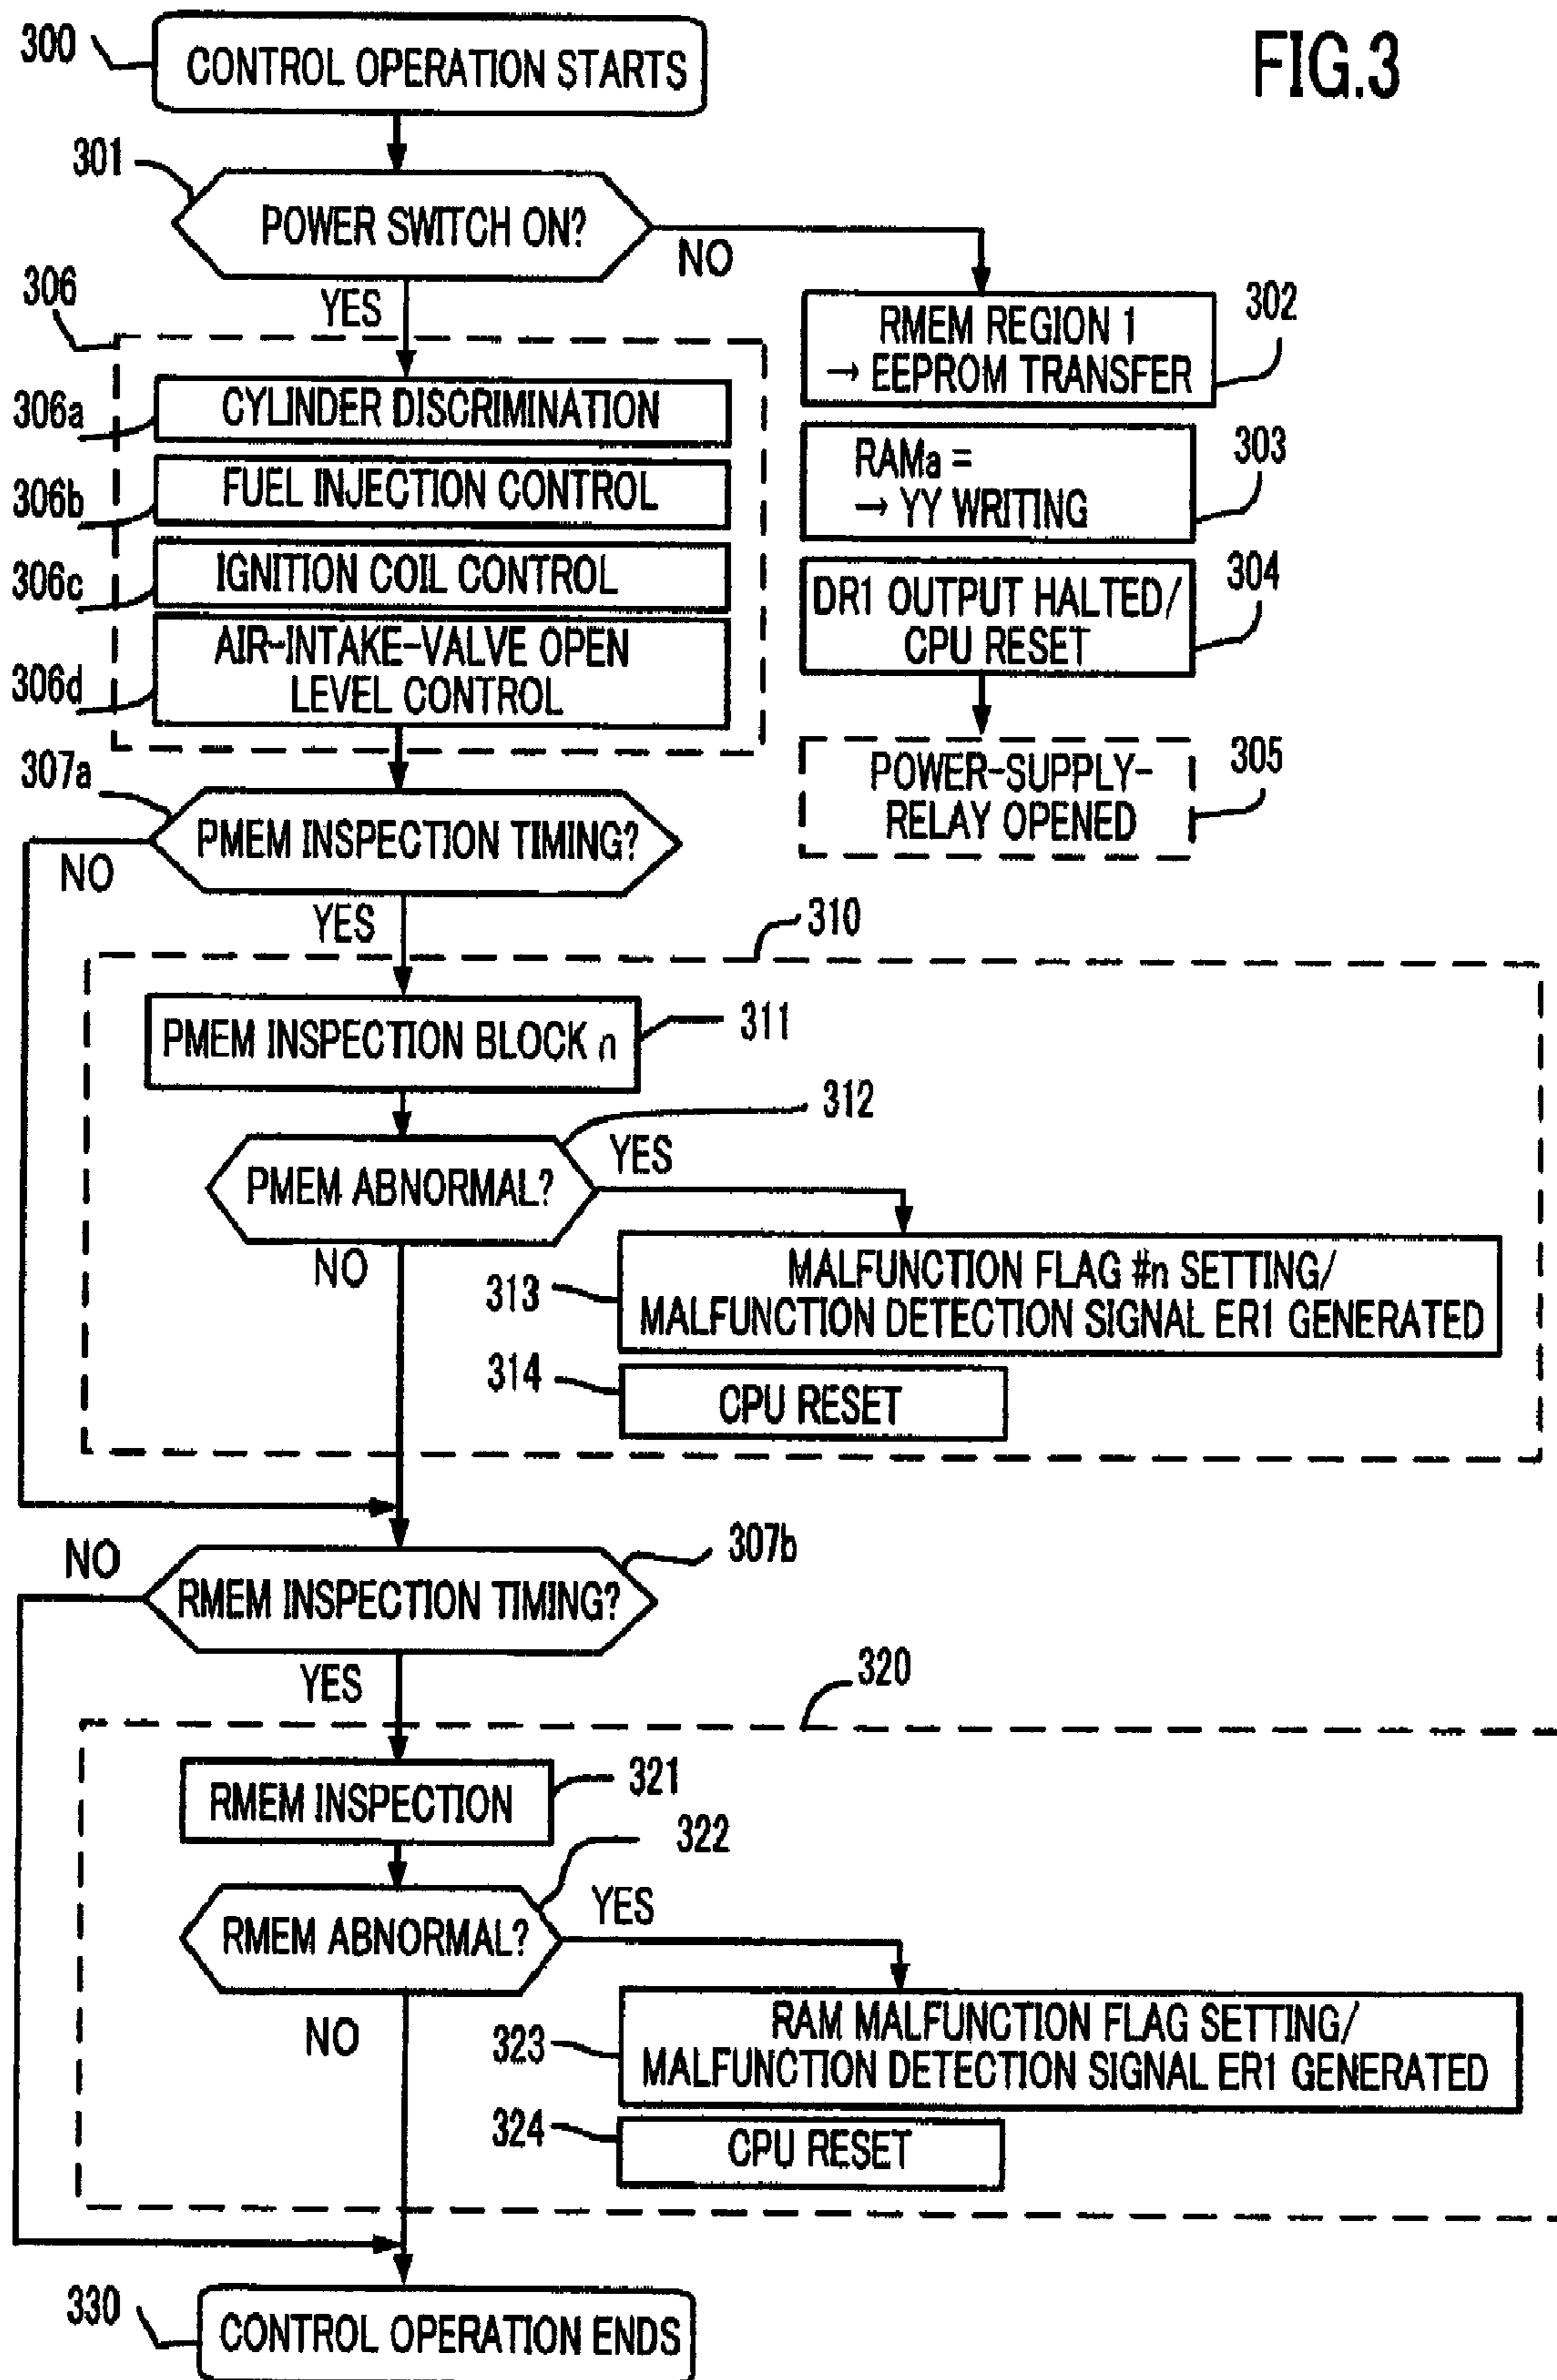 FIG.3
300
CONTROL OPERATION STARTS
301
POWER SWITCH ON?
NO
YES
306
302
RMEM REGION 1
→ EEPROM TRANSFER
306a
CYLINDER DISCRIMINATION
303
RAMa =
→ YY WRITING
306b
FUEL INJECTION CONTROL
306c
IGNITION COIL CONTROL
304
DR1 OUTPUT HALTED/
CPU RESET
306d
AIR-INTAKE-VALVE OPEN
LEVEL CONTROL
305
POWER-SUPPLY-
RELAY OPENED
307a
PMEM INSPECTION TIMING?
NO
YES
310
PMEM INSPECTION BLOCK n
311
312
PMEM ABNORMAL?
YES
NO
313
MALFUNCTION FLAG #n SETTING/
MALFUNCTION DETECTION SIGNAL ER1 GENERATED
314
CPU RESET
307b
NO
RMEM INSPECTION TIMING?
YES
320
RMEM INSPECTION
321
322
RMEM ABNORMAL?
YES
NO
323
RAM MALFUNCTION FLAG SETTING/
MALFUNCTION DETECTION SIGNAL ER1 GENERATED
324
CPU RESET
330
CONTROL OPERATION ENDS